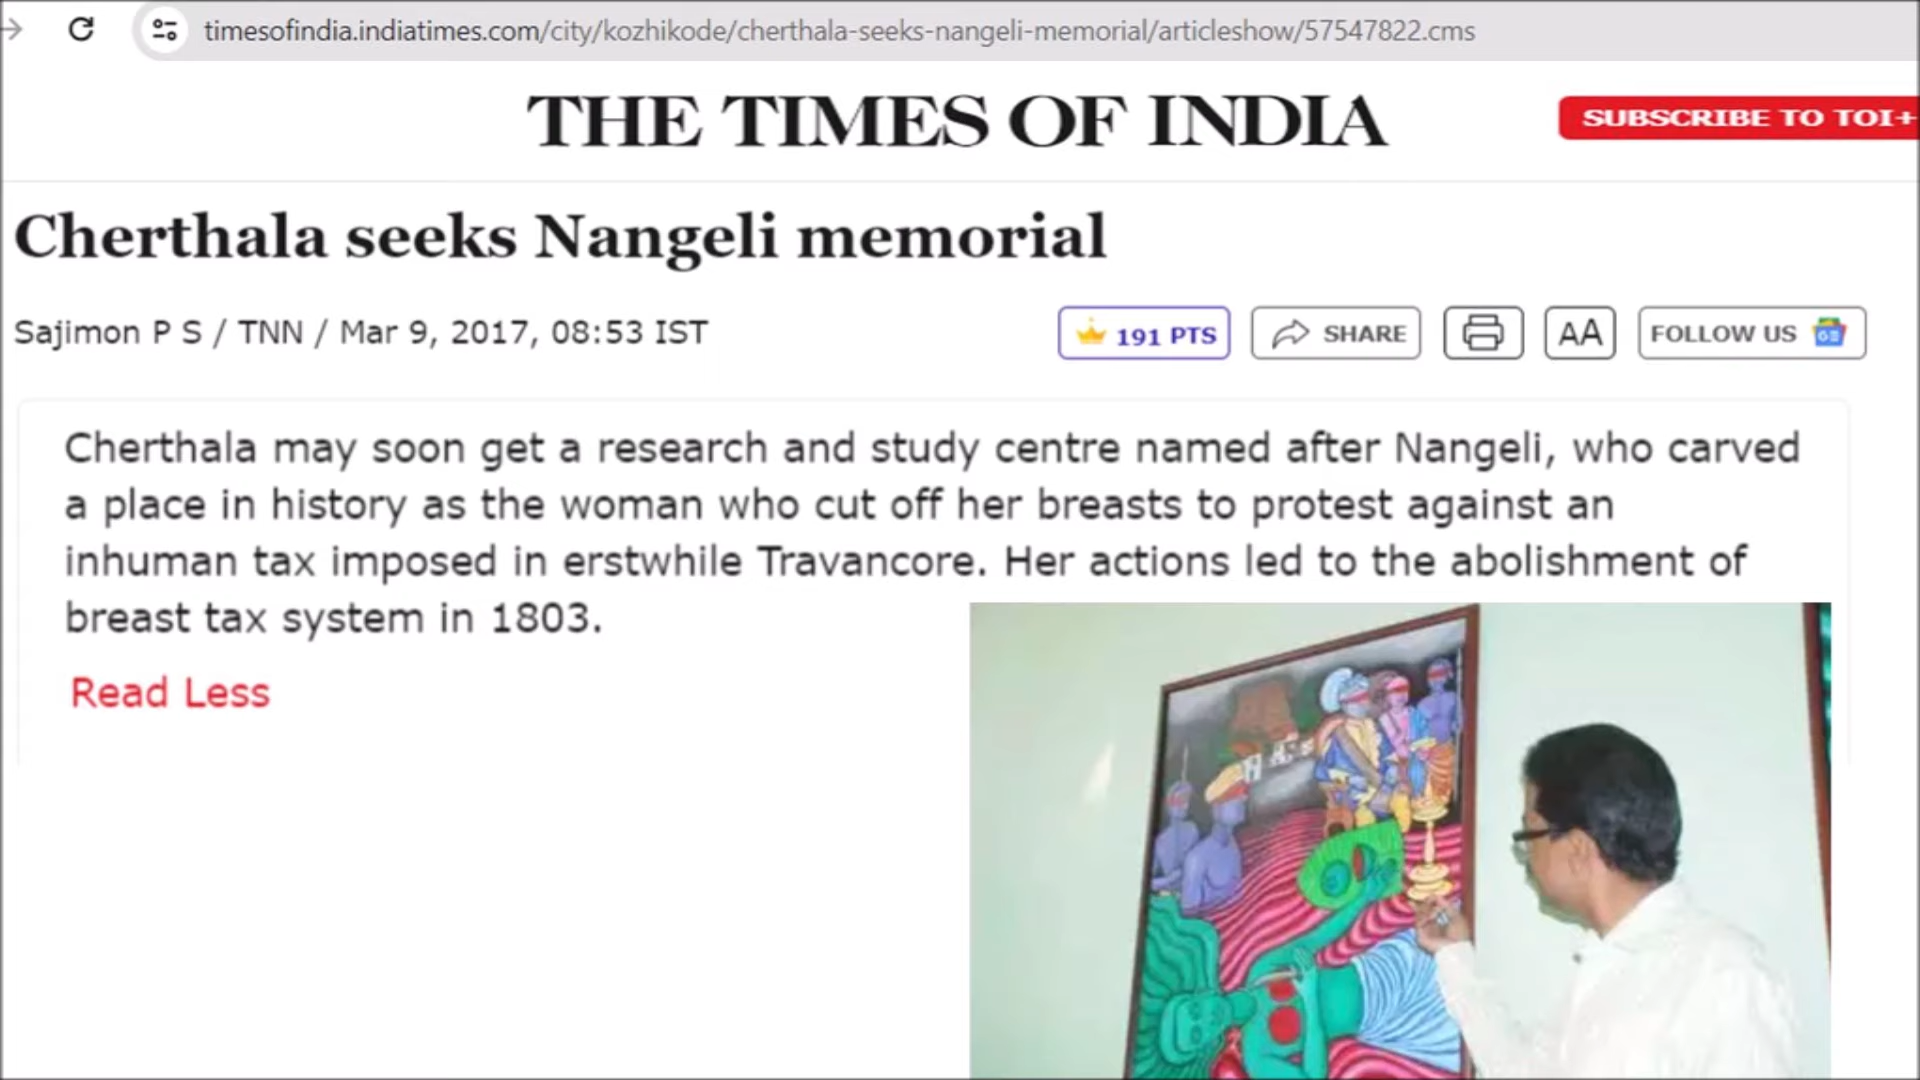 timesofindia.indiatimes.com/city/kozhikode/cherthala-seeks-nangeli-memorial/articleshow/57547822.cms
THE TIMES OF INDIA
SUBSCRIBE TO TOI+
Cherthala seeks Nangeli memorial
Sajimon P S / TNN / Mar 9, 2017, 08:53 IST
191 PTS
SHARE
AA
FOLLOW US
GE
Cherthala may soon get a research and study centre named after Nangeli, who carved
a place in history as the woman who cut off her breasts to protest against an
inhuman tax imposed in erstwhile Travancore. Her actions led to the abolishment of
breast tax system in 1803.
Read Less